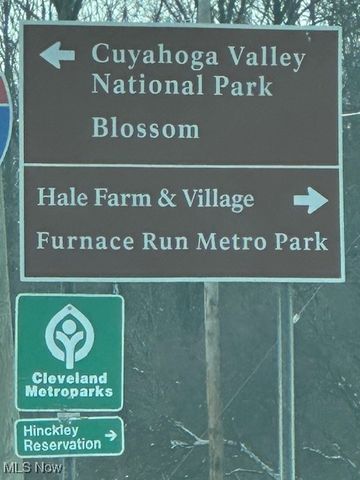 Cuyahoga Valley
National Park
Blossom
Hale Farm & Village
Furnace Run Metro Park
Cleveland
Metroparks
Hinckley
Reservation
MLS Now